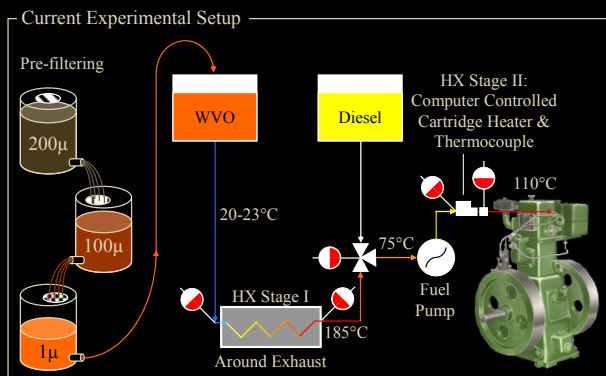 Current Experimental Setup
Pre-filtering
200µ
100µ
1µ
WVO
Diesel
HX Stage II:
Computer Controlled
Cartridge Heater &
Thermocouple
110°C
20-23°C
75°C
Fuel
Pump
HX Stage I
185°C
Around Exhaust